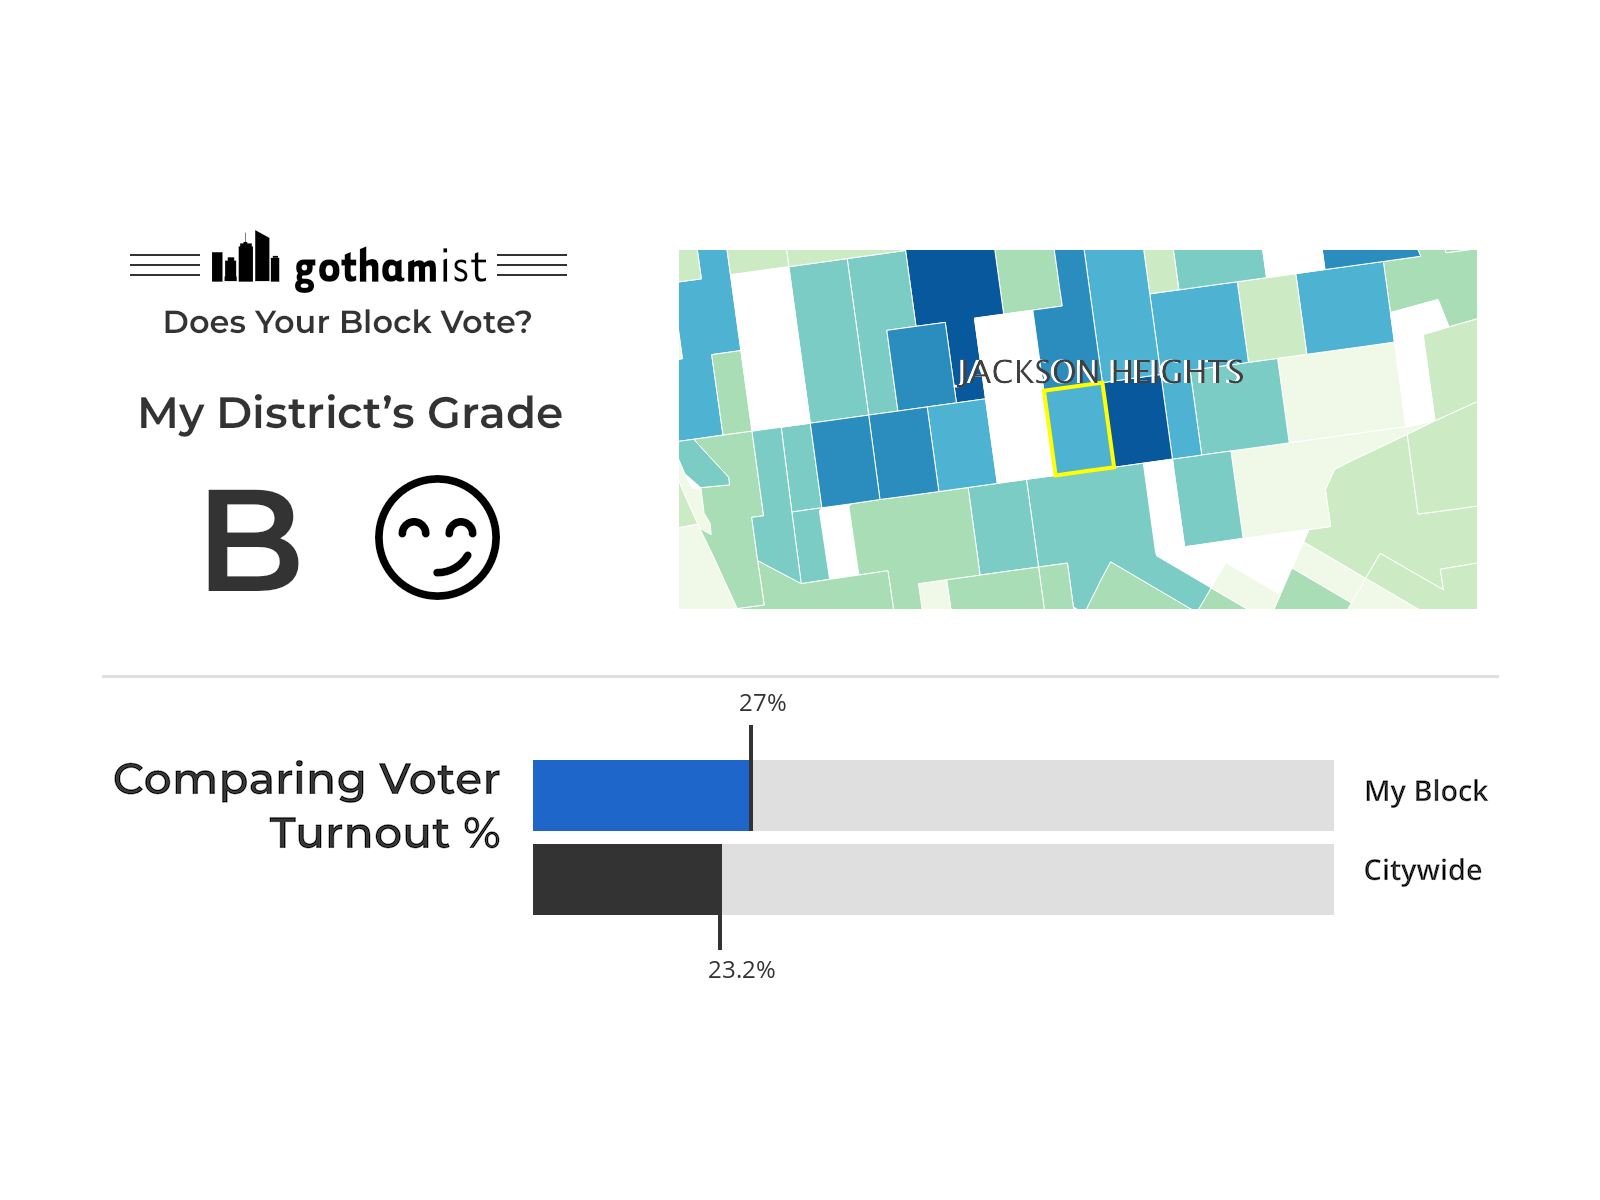 gothamist
Does Your Block Vote?
My District’s Grade
B
JACKSON HEIGHTS
Comparing Voter
Turnout %
27%
My Block
Citywide
23.2%